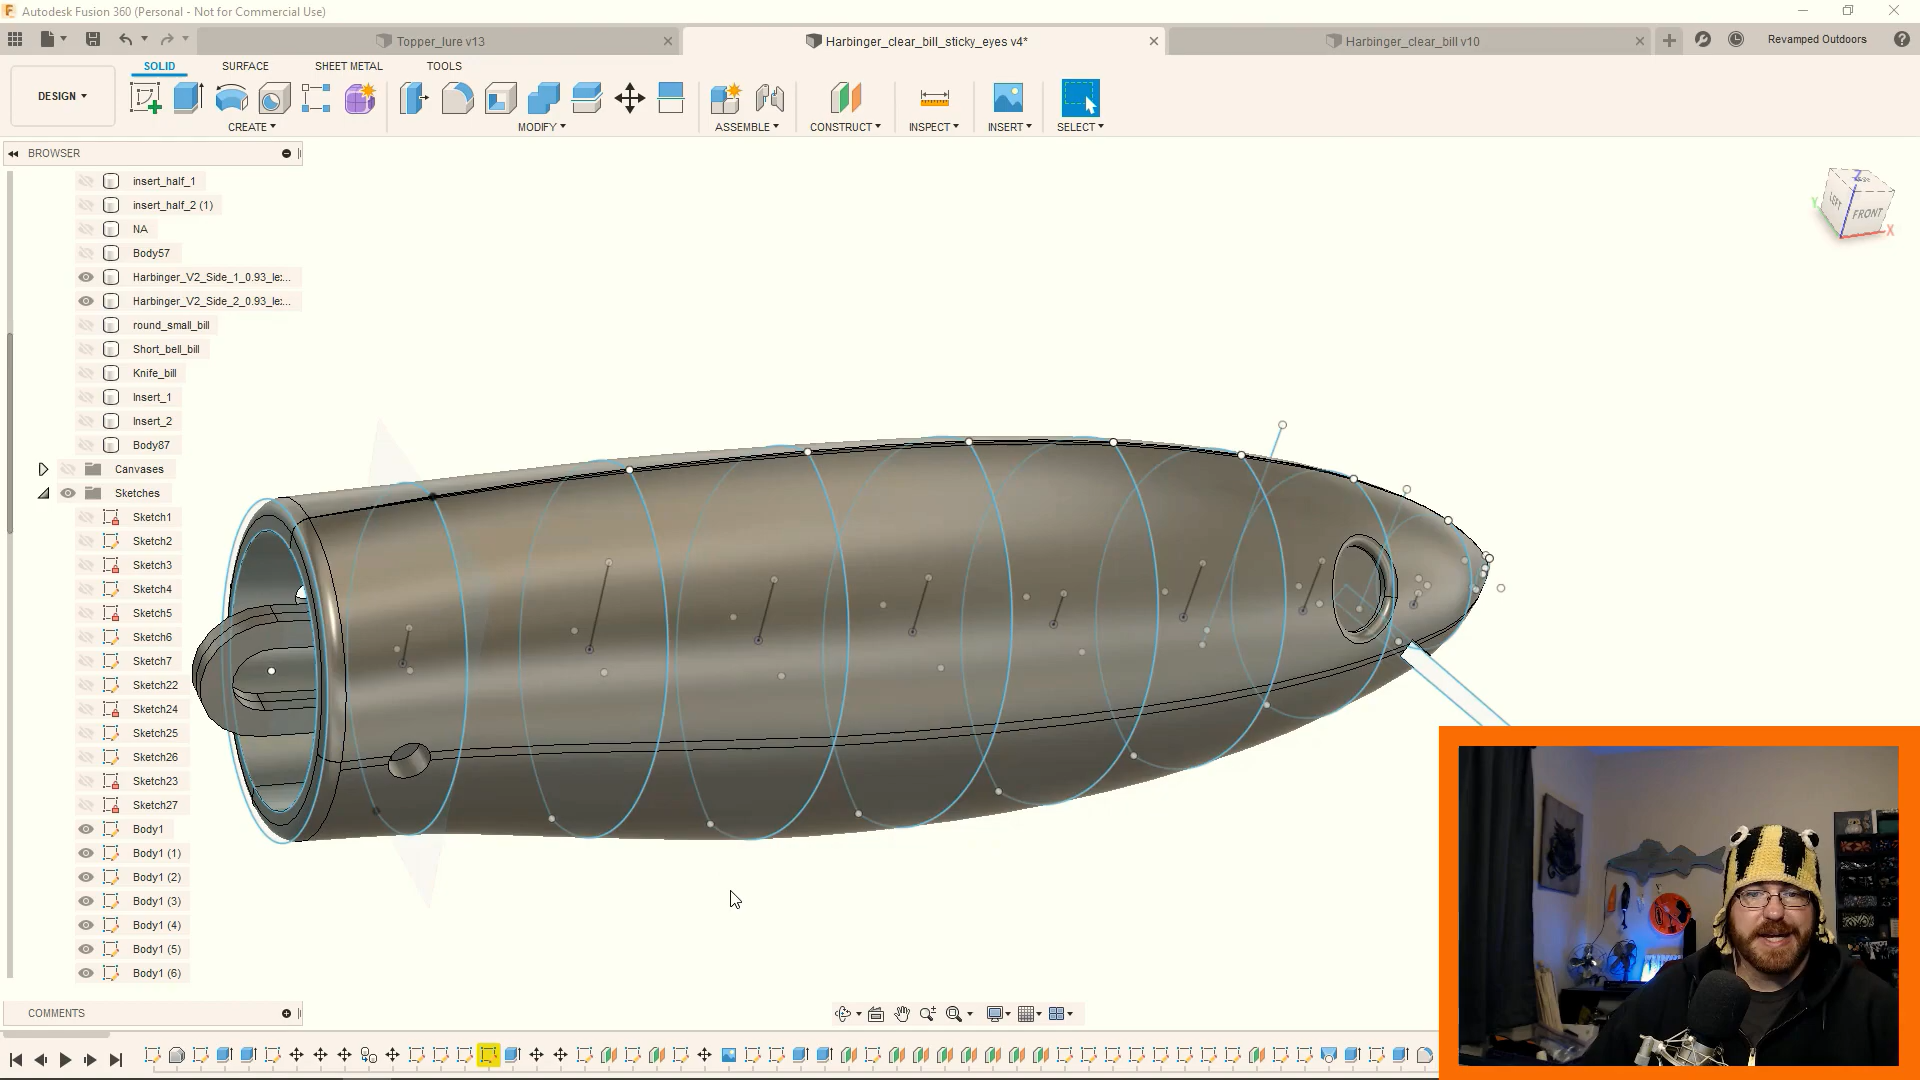 Autodesk Fusion 360 (Personal - Not for Commercial Use)
Topper_lure v13
Harbinger_clear_bill_sticky_eyes v4*
Harbinger_clear_bill v10
Revamped Outdoors
SOLID
SURFACE
SHEET METAL
TOOLS
DESIGN
CREATE
MODIFY
ASSEMBLE
CONSTRUCT
INSPECT
INSERT
SELECT
BROWSER
insert_half_1
insert_half_2 (1)
NA
Body57
Harbinger_V2_Side_1_0.93_le...
Harbinger_V2_Side_2_0.93_le...
round_small_bill
Short_bell_bill
Knife_bill
Insert_1
Insert_2
Body87
Canvases
Sketches
Sketch1
Sketch2
Sketch3
Sketch4
Sketch5
Sketch6
Sketch7
Sketch22
Sketch24
Sketch25
Sketch26
Sketch23
Sketch27
Body1
Body1 (1)
Body1 (2)
Body1 (3)
Body1 (4)
Body1 (5)
Body1 (6)
COMMENTS
Z
LEFT
FRONT
Y
X